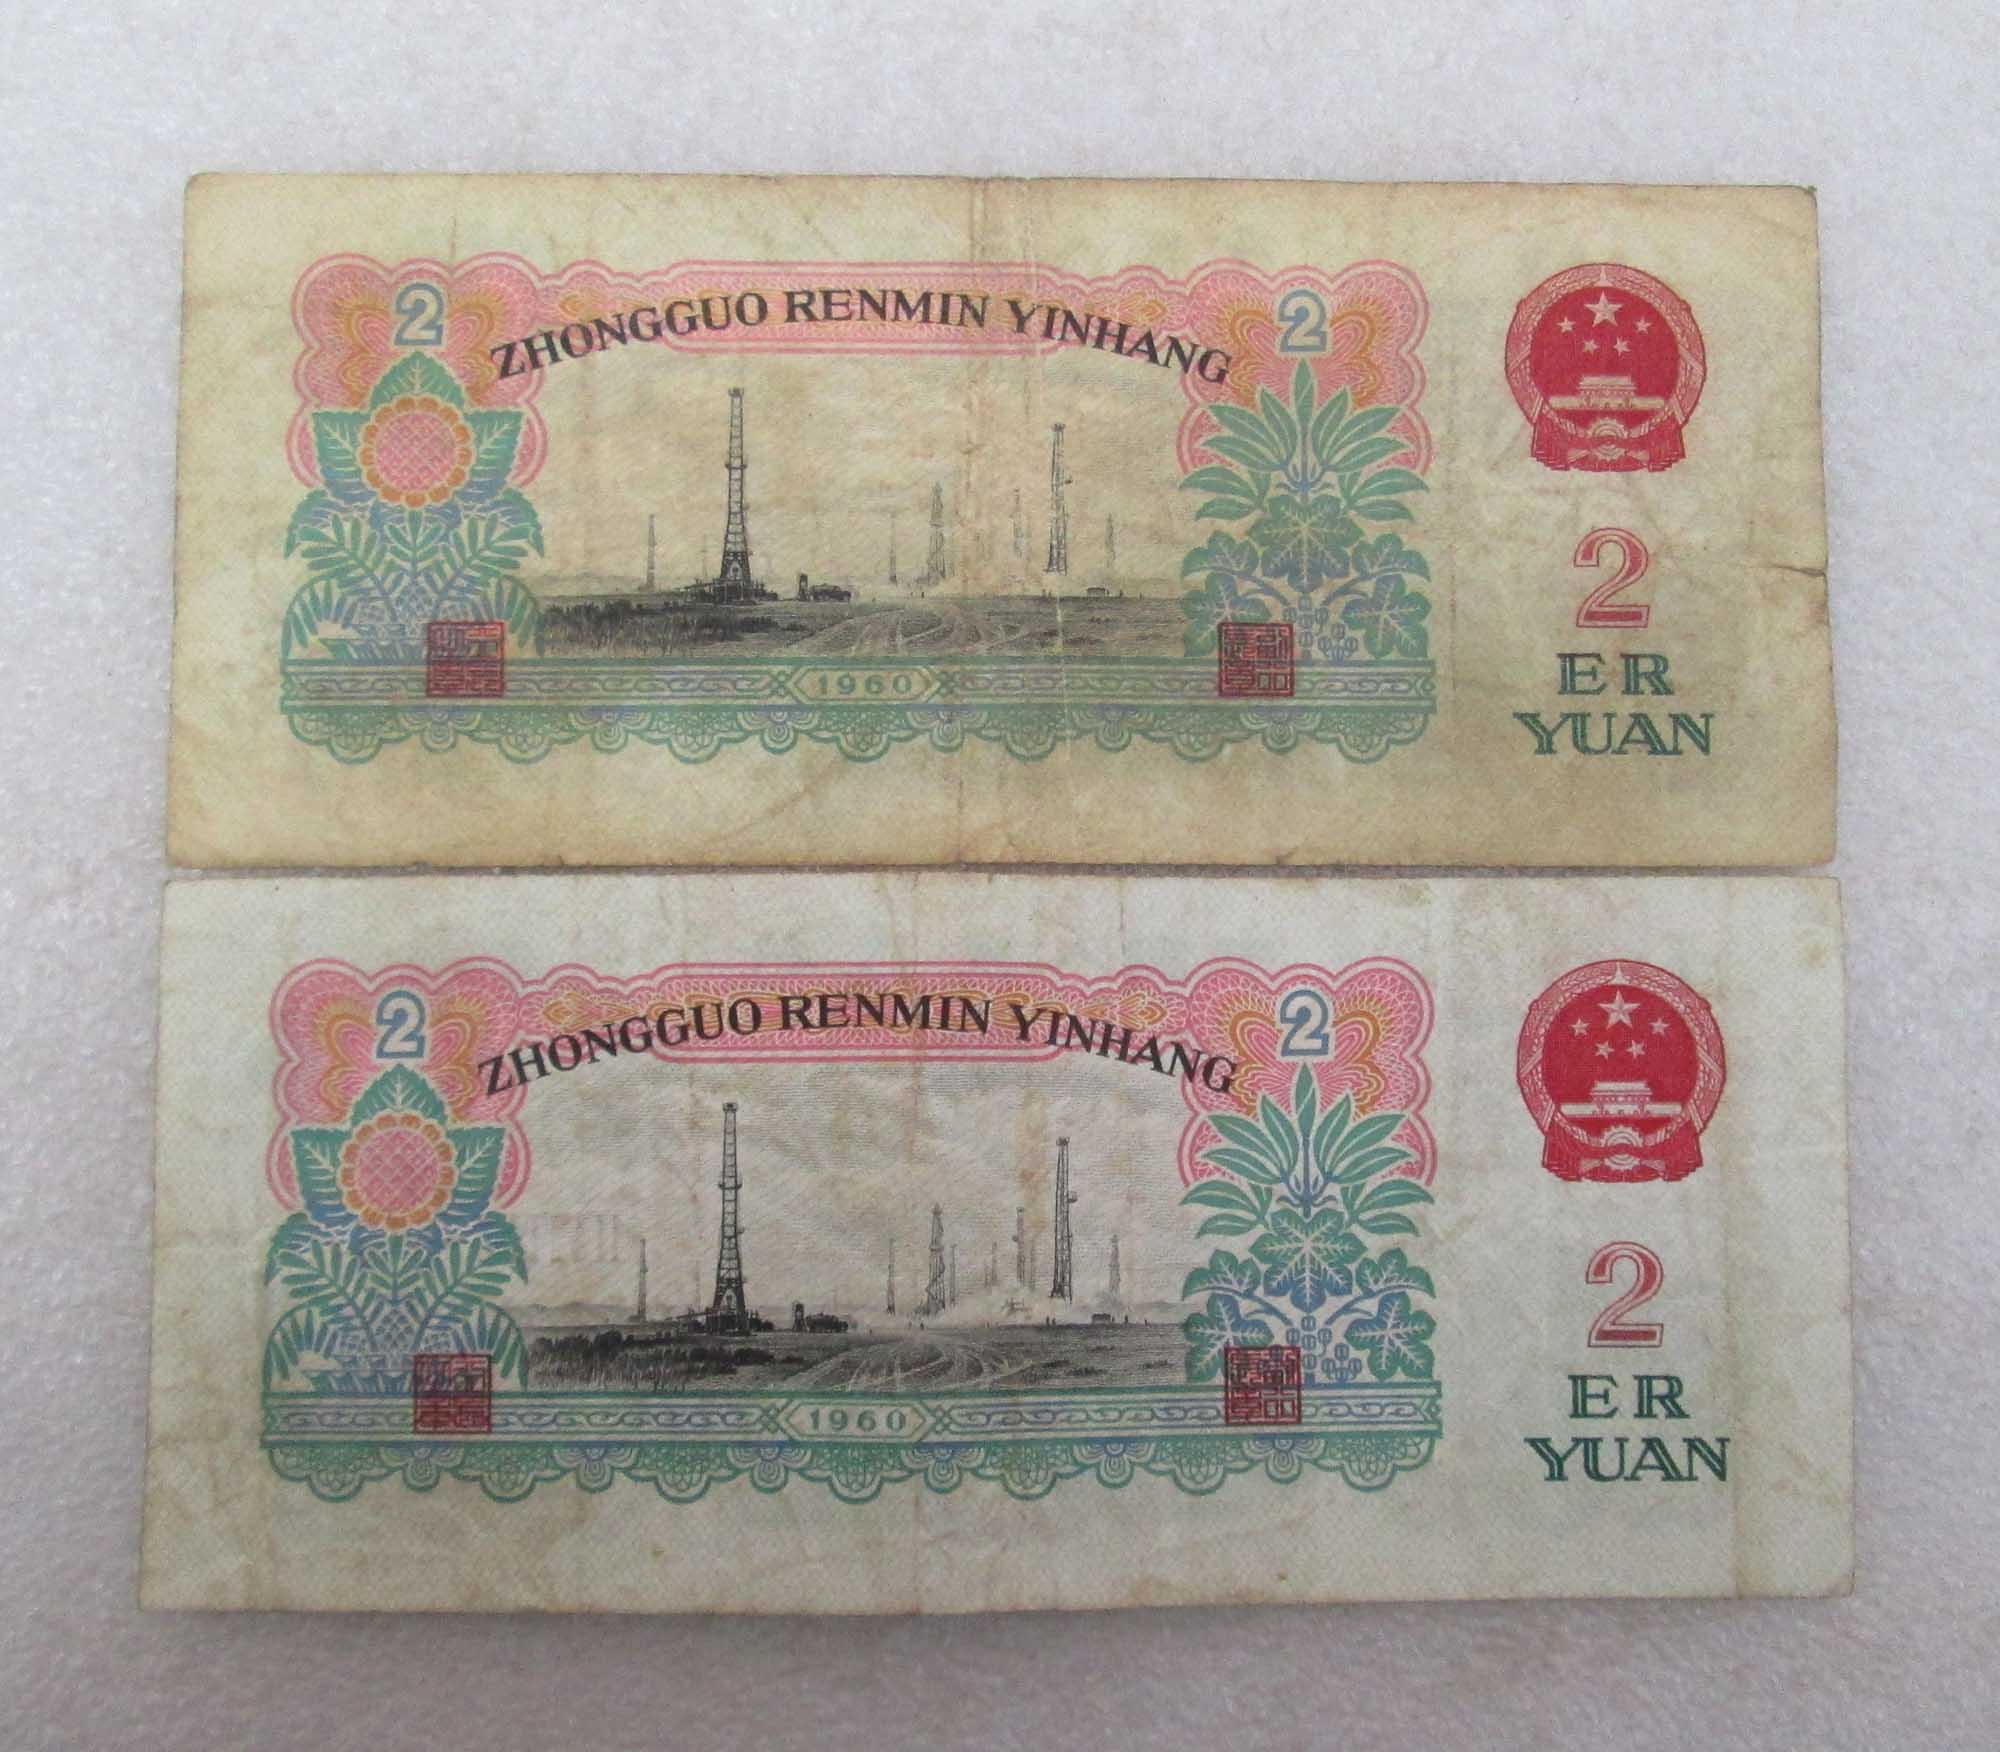 ZHONGGUO RENMIN YINHANG
2
2
2
ER
YUAN
1960
ZHONGGUO RENMIN YINHANG
2
2
2
ER
YUAN
1960